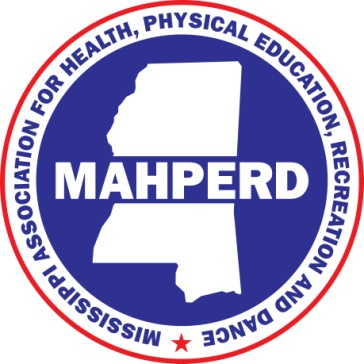 MISSISSIPPI ASSOCIATION FOR HEALTH, PHYSICAL EDUCATION, RECREATION AND DANCE
MAHPERD